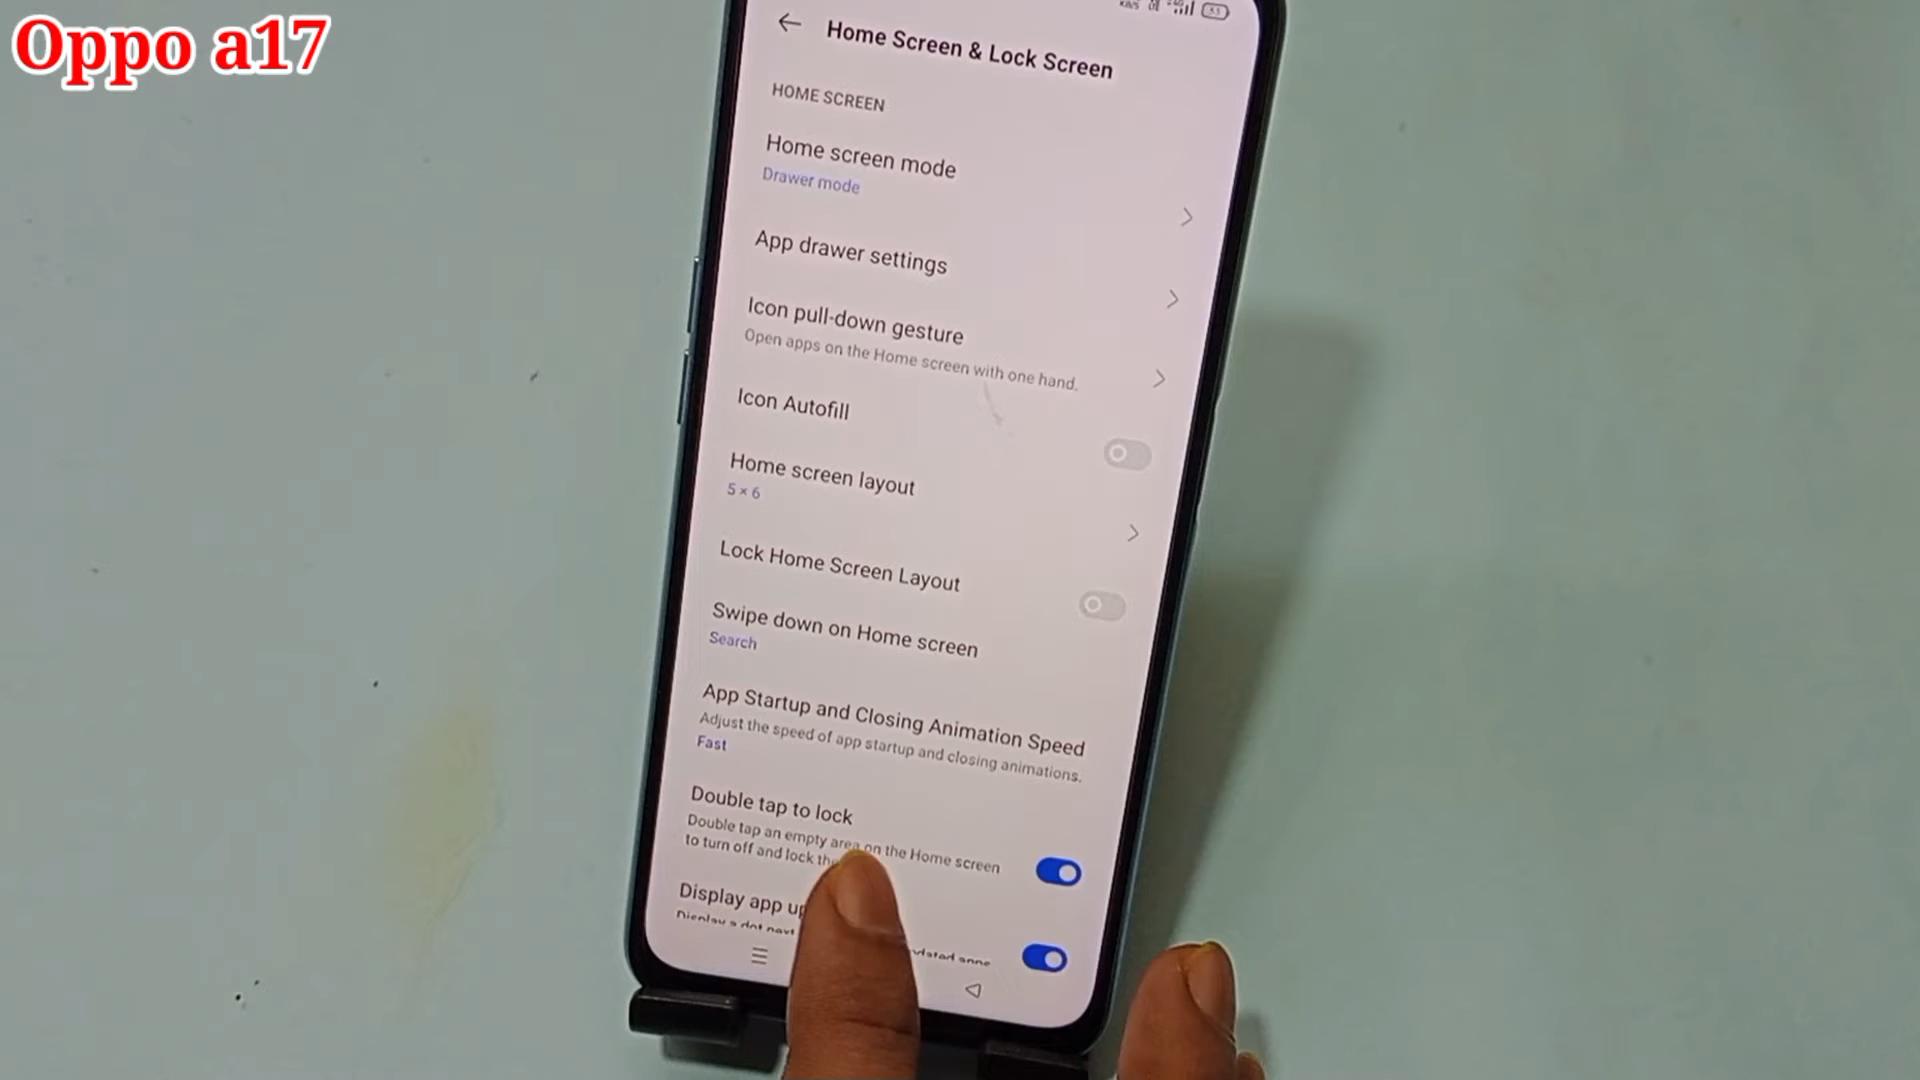 Oppo a17
Home Screen & Lock Screen
HOME SCREEN
Home screen mode
Drawer mode
App drawer settings
Icon pull-down gesture
Open apps on the Home screen with one hand.
Icon Autofill
Home screen layout
5 × 6
Lock Home Screen Layout
Swipe down on Home screen
Search
App Startup and Closing Animation Speed
Adjust the speed of app startup and closing animations.
Fast
Double tap to lock
Double tap an empty area on the Home screen
to turn off and lock the
Display app